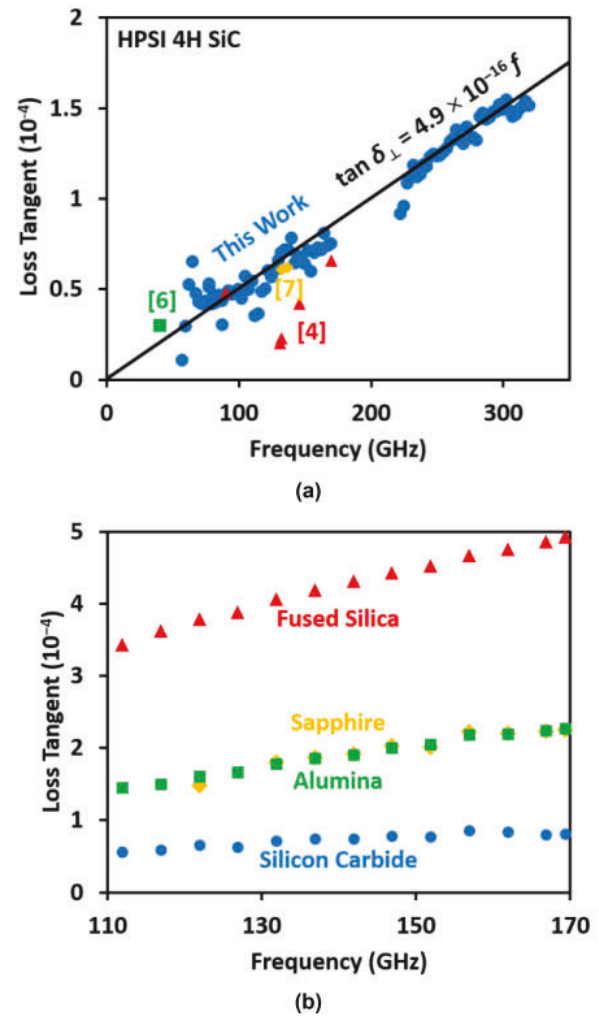 HPSI 4H SiC
2
1.5
1
0.5
0
Loss Tangent (10⁻⁴)
tan δ⊥ = 4.9 × 10⁻¹⁶ f
This Work
[6]
[7]
[4]
0 100 200 300
Frequency (GHz)
(a)
5
4
3
2
1
0
Loss Tangent (10⁻⁴)
Fused Silica
Sapphire
Alumina
Silicon Carbide
110 130 150 170
Frequency (GHz)
(b)